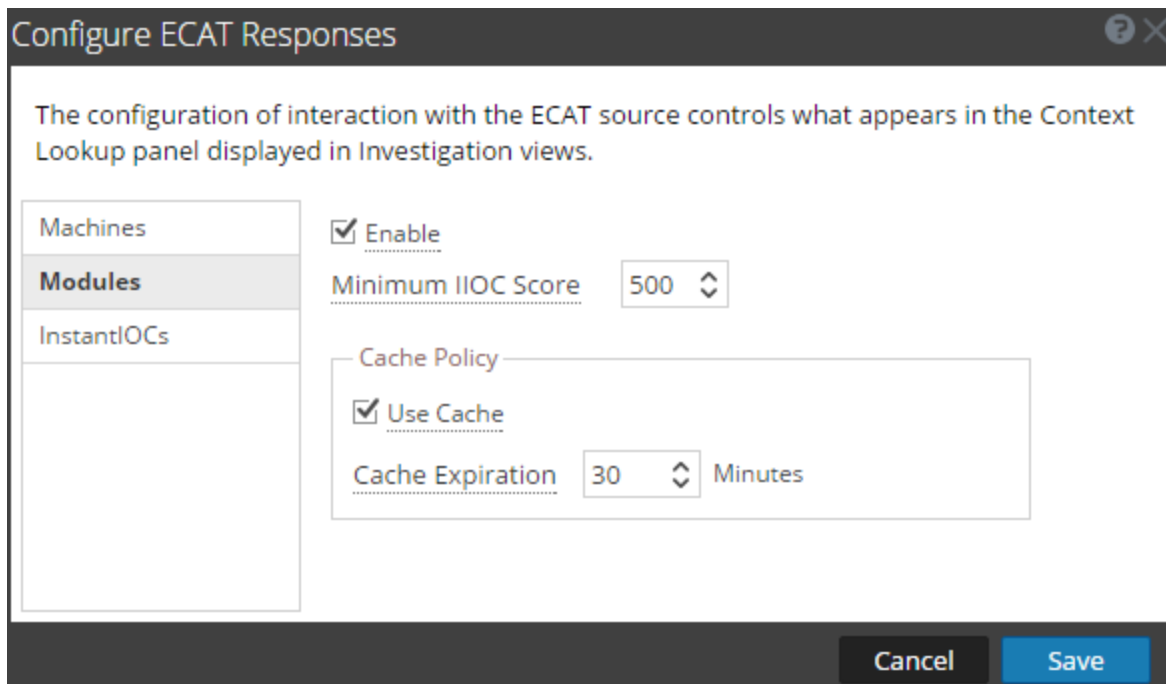 Configure ECAT Responses
The configuration of interaction with the ECAT source controls what appears in the Context
Lookup panel displayed in Investigation views.
Machines
Modules
InstantIOCs
Enable
Minimum IIOC Score 500
Cache Policy
Use Cache
Cache Expiration 30 Minutes
Cancel Save